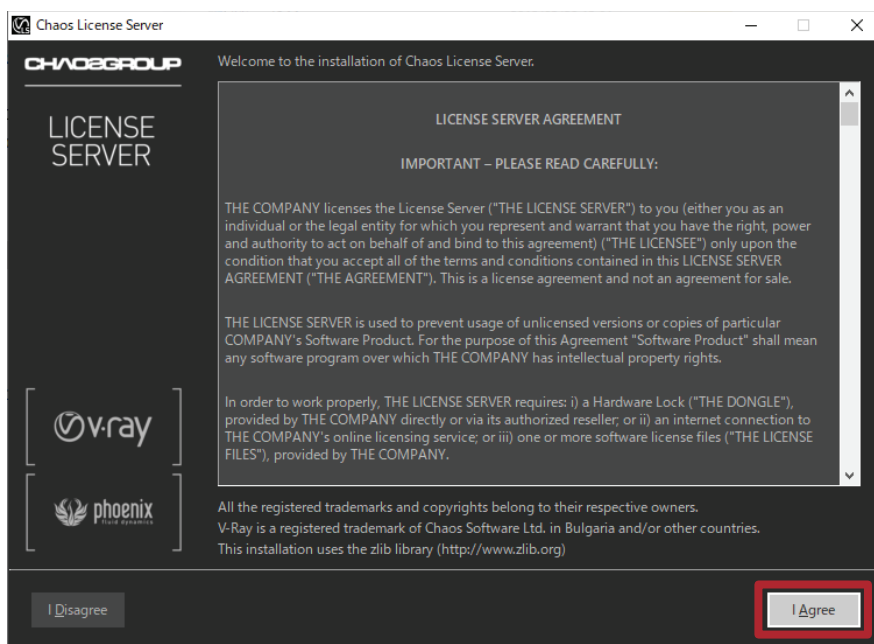 Chaos License Server
CHAOSGROUP
LICENSE
SERVER
Welcome to the installation of Chaos License Server.
LICENSE SERVER AGREEMENT
IMPORTANT – PLEASE READ CAREFULLY:
THE COMPANY licenses the License Server ("THE LICENSE SERVER") to you (either you as an
individual or the legal entity for which you represent and warrant that you have the right, power
and authority to act on behalf of and bind to this agreement) ("THE LICENSEE") only upon the
condition that you accept all of the terms and conditions contained in this LICENSE SERVER
AGREEMENT ("THE AGREEMENT"). This is a license agreement and not an agreement for sale.
THE LICENSE SERVER is used to prevent usage of unlicensed versions or copies of particular
COMPANY's Software Product. For the purpose of this Agreement "Software Product" shall mean
any software program over which THE COMPANY has intellectual property rights.
In order to work properly, THE LICENSE SERVER requires: i) a Hardware Lock ("THE DONGLE"),
provided by THE COMPANY directly or via its authorized reseller; or ii) an internet connection to
THE COMPANY's online licensing service; or iii) one or more software license files ("THE LICENSE
FILES"), provided by THE COMPANY.
v·ray
phoenix
fluid dynamics
All the registered trademarks and copyrights belong to their respective owners.
V-Ray is a registered trademark of Chaos Software Ltd. in Bulgaria and/or other countries.
This installation uses the zlib library (http://www.zlib.org)
I Disagree
I Agree